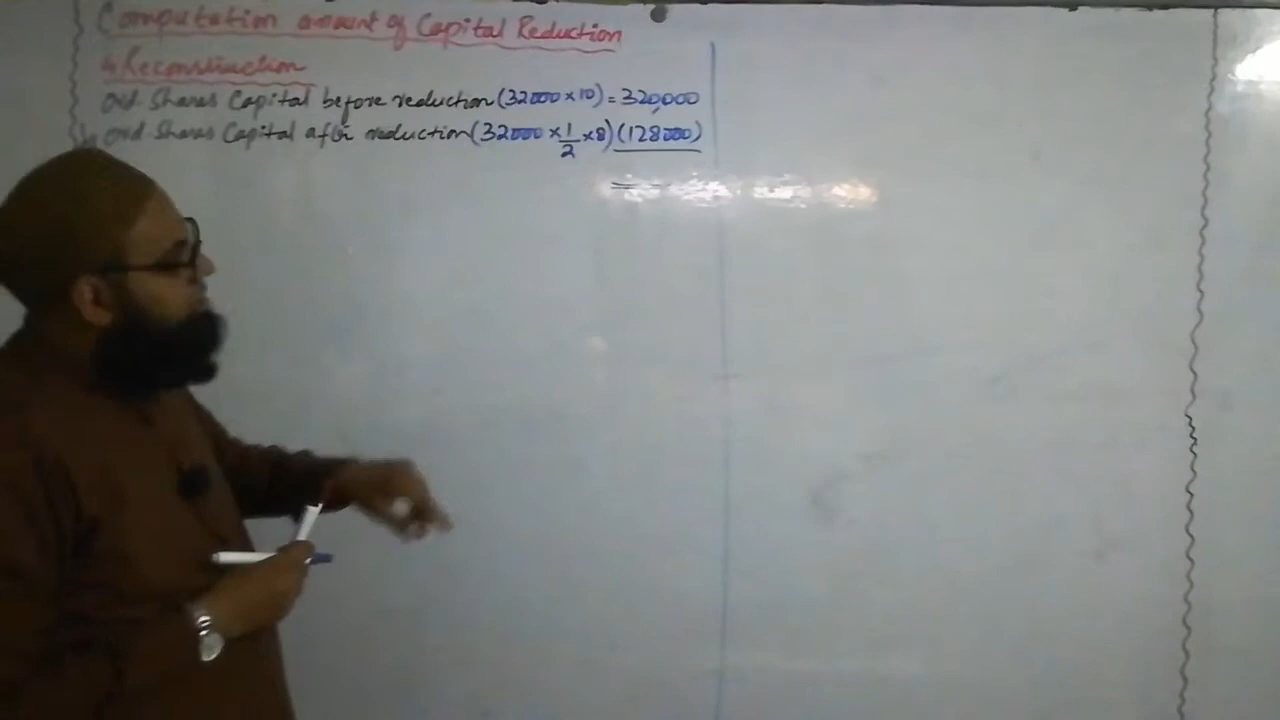 Computation amount of Capital Reduction
& Reconstruction
Ord. Shares Capital before reduction (32000 × 10) = 320,000
Ord Shares Capital after reduction (32000 × 1/2 × 8) (128000)